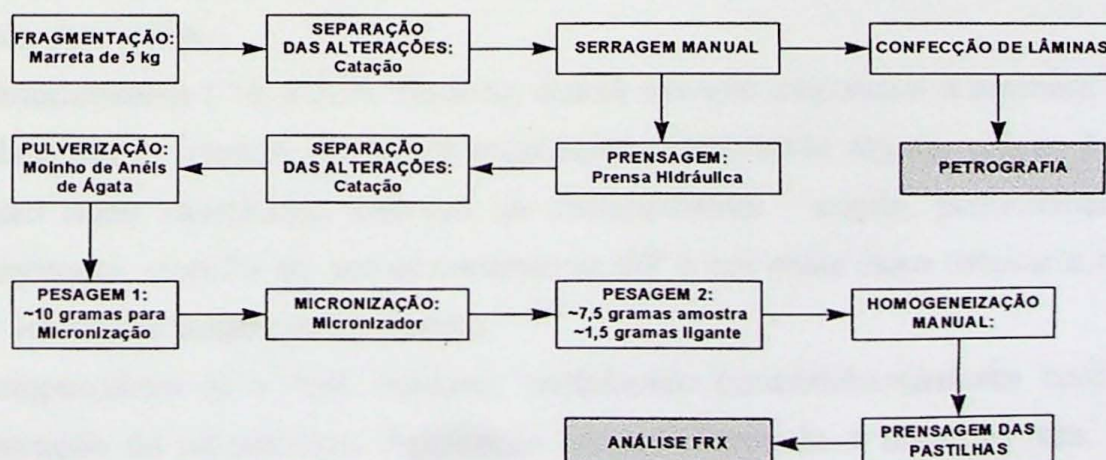 FRAGMENTAÇÃO:
Marreta de 5 kg
SEPARAÇÃO
DAS ALTERAÇÕES:
Catação
SERRAGEM MANUAL
CONFECÇÃO DE LÂMINAS
PULVERIZAÇÃO:
Moinho de Anéis
de Ágata
SEPARAÇÃO
DAS ALTERAÇÕES:
Catação
PRENSAGEM:
Prensa Hidráulica
PETROGRAFIA
PESAGEM 1:
~10 gramas para
Micronização
MICRONIZAÇÃO:
Micronizador
PESAGEM 2:
~7,5 gramas amostra
~1,5 gramas ligante
HOMOGENEIZAÇÃO
MANUAL:
ANÁLISE FRX
PRENSAGEM DAS
PASTILHAS